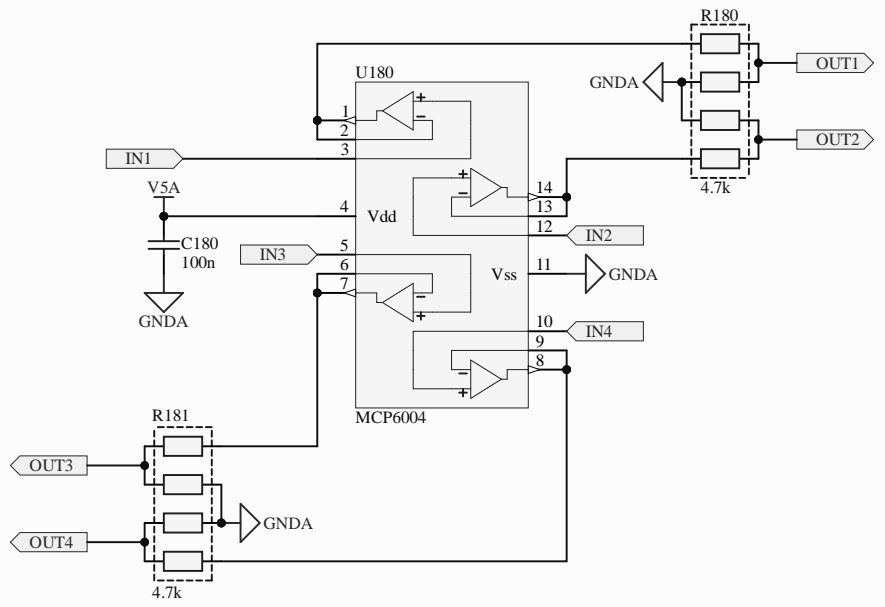 R180
OUT1
GNDA
OUT2
4.7k
U180
+
−
1
2
3
IN1
V5A
4
Vdd
C180
100n
GNDA
+
−
14
13
12
IN2
IN3
5
6
7
−
+
Vss
11
GNDA
10
9
8
IN4
−
+
MCP6004
R181
OUT3
GNDA
OUT4
4.7k